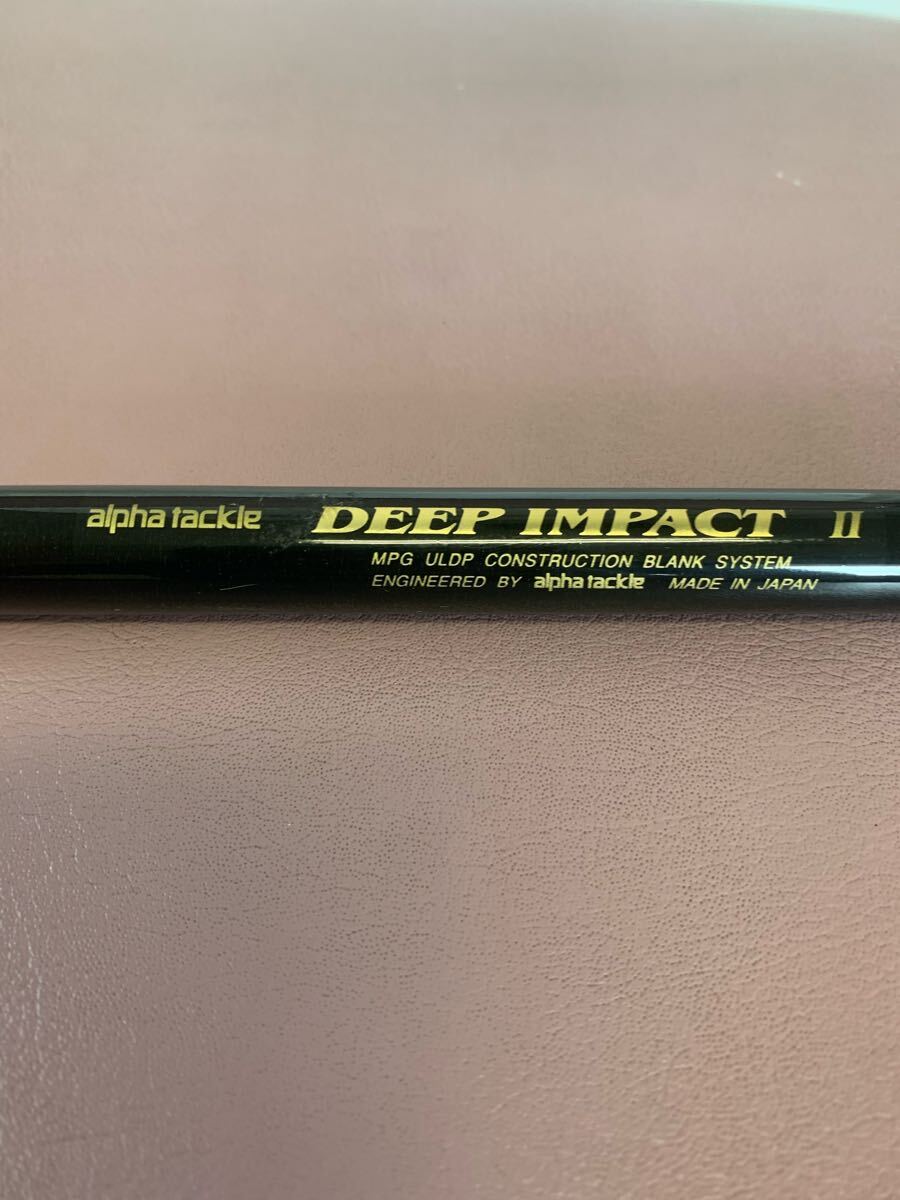 alpha tackle DEEP IMPACT II
MPG ULDP CONSTRUCTION BLANK SYSTEM
ENGINEERED BY alpha tackle MADE IN JAPAN